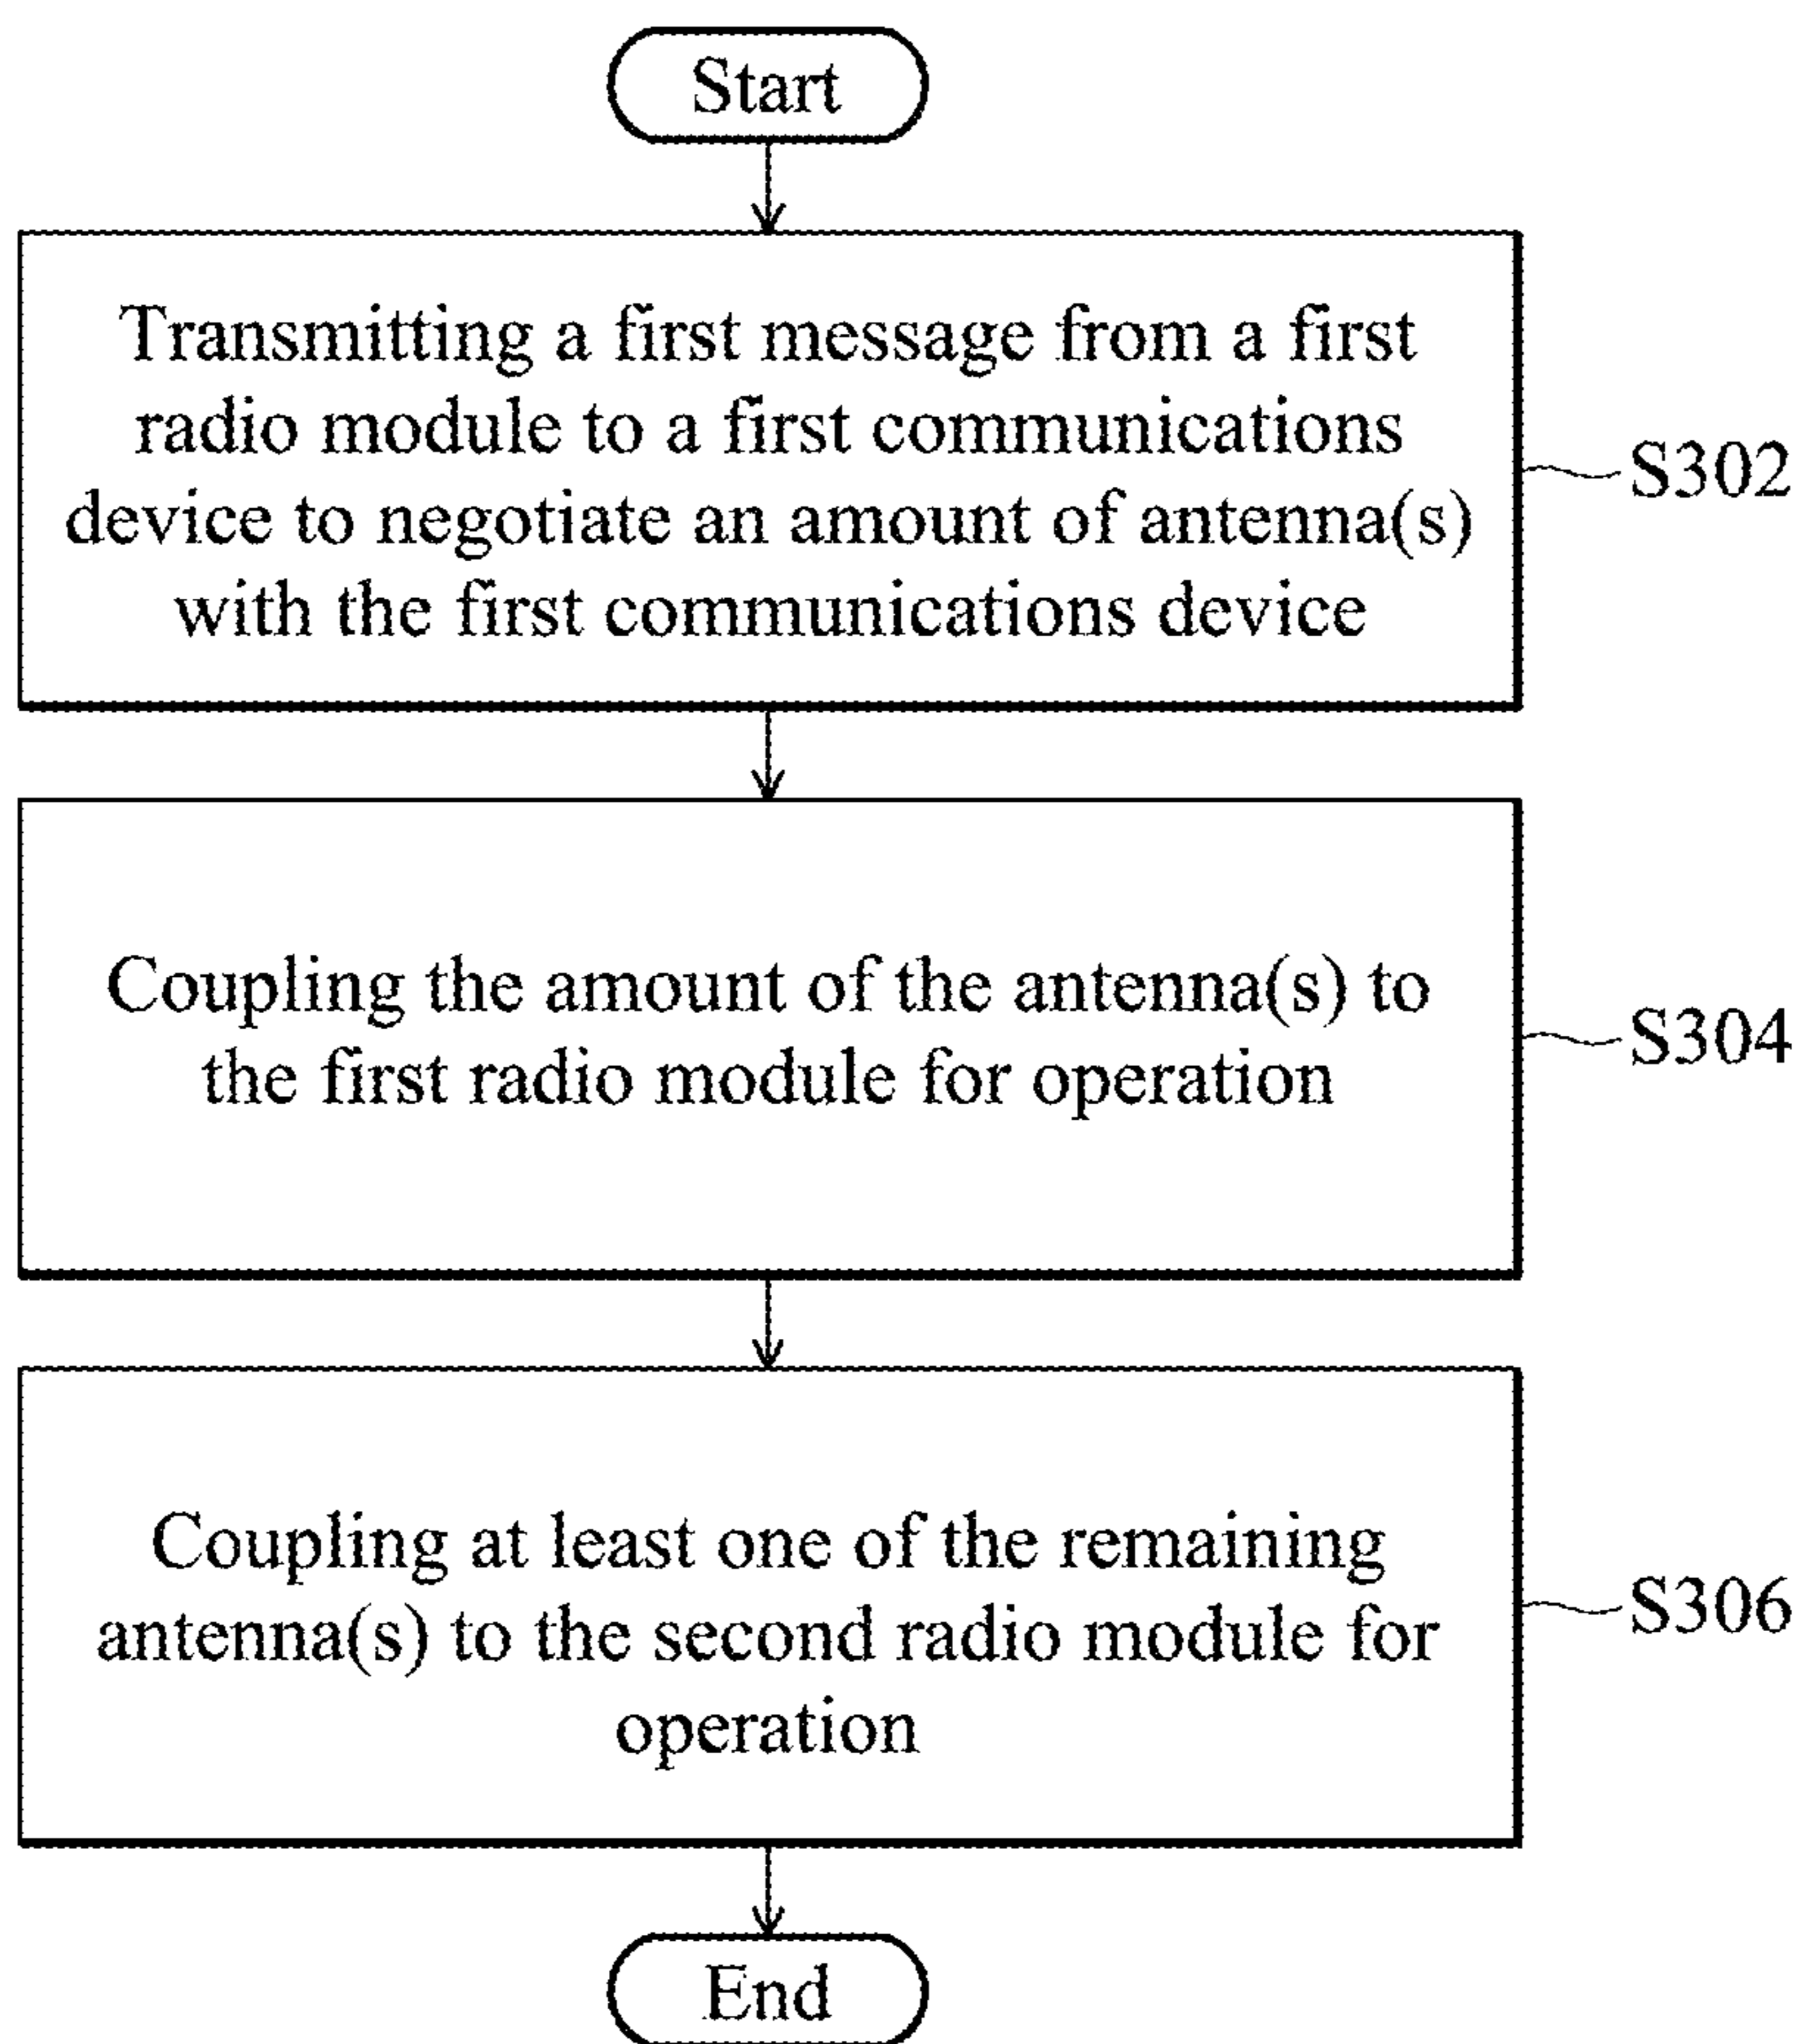 Start
Transmitting a first message from a first
radio module to a first communications
device to negotiate an amount of antenna(s)
with the first communications device
S302
Coupling the amount of the antenna(s) to
the first radio module for operation
S304
Coupling at least one of the remaining
antenna(s) to the second radio module for
operation
S306
End